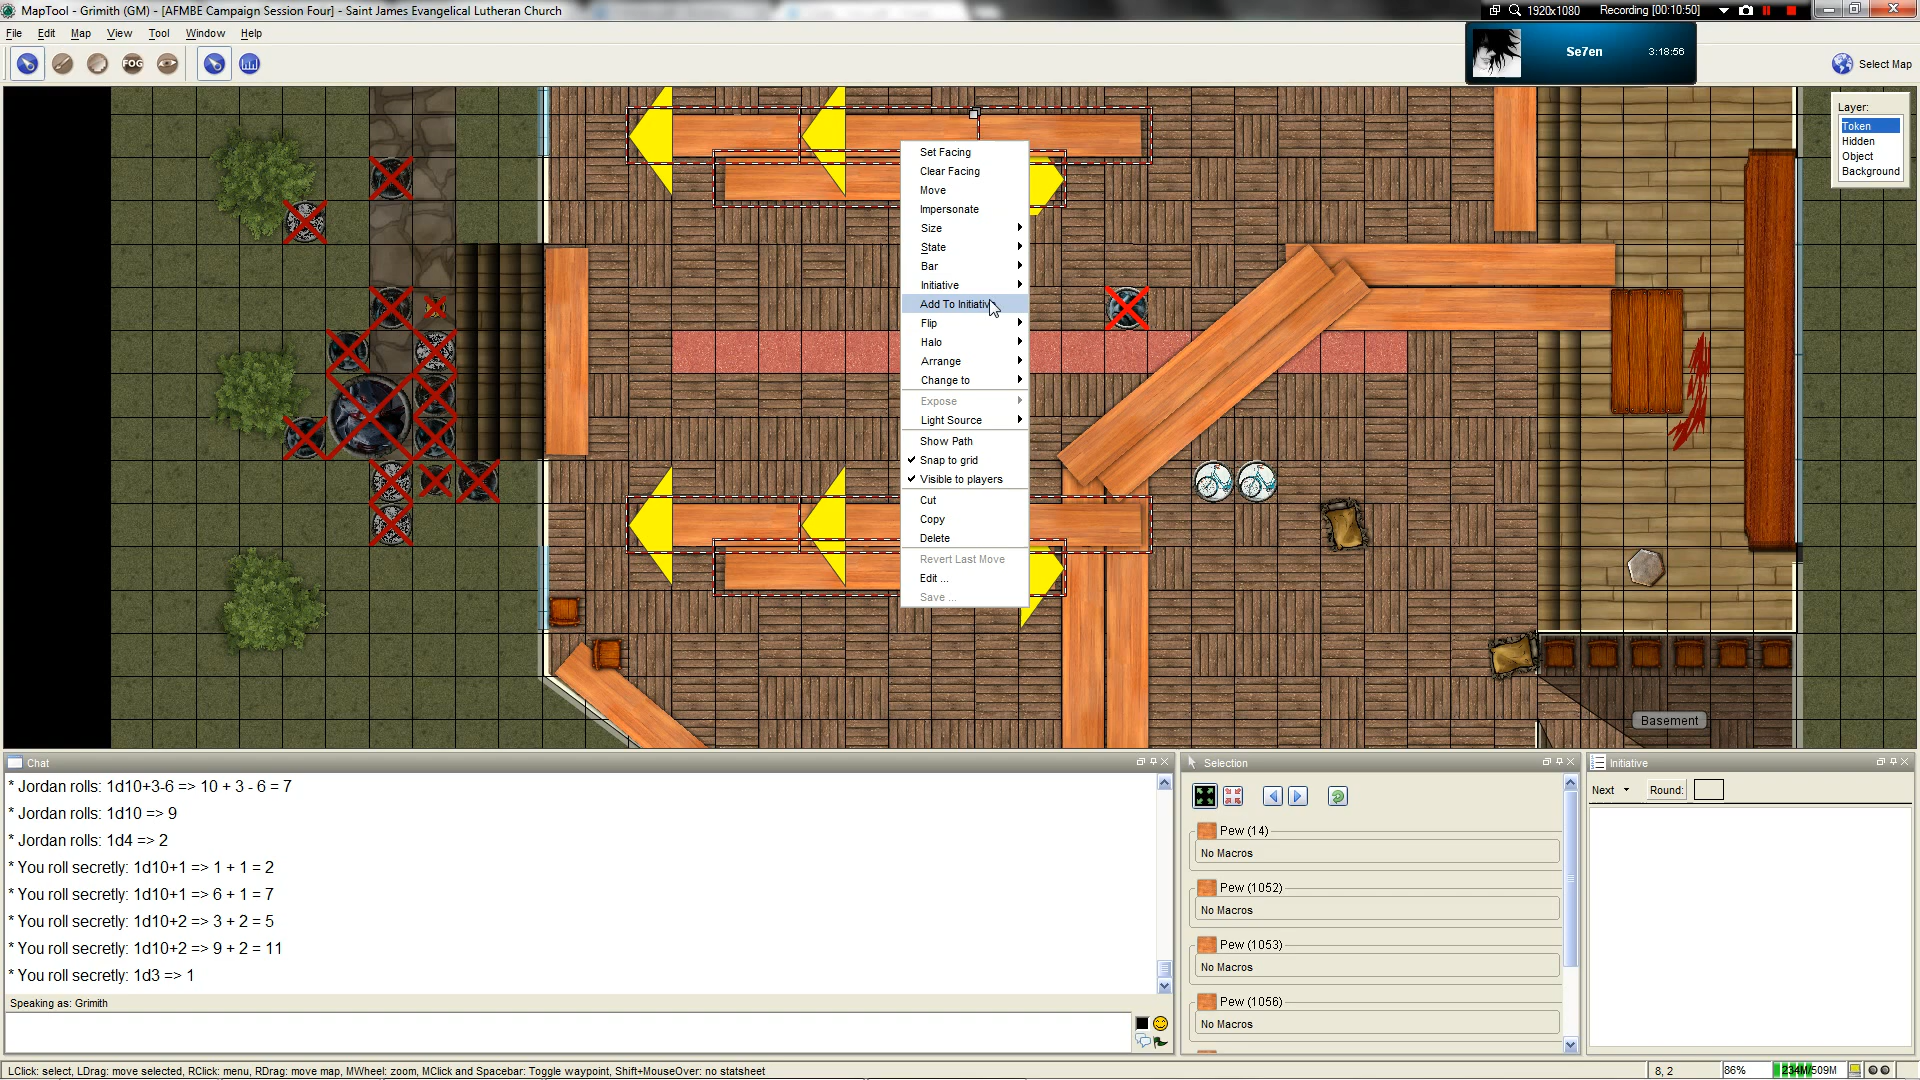 MapTool - Grimith (GM) - [AFMBE Campaign Session Four] - Saint James Evangelical Lutheran Church
1920x1080
Recording [00:10:50]
File Edit Map View Tool Window Help
Se7en 3:18:56
FOG
Select Map
Layer:
Token
Hidden
Object
Background
Set Facing
Clear Facing
Move
Impersonate
Size
State
Bar
Initiative
Add To Initiative
Flip
Halo
Arrange
Change to
Expose
Light Source
Show Path
Snap to grid
Visible to players
Cut
Copy
Delete
Revert Last Move
Edit ...
Save ...
Basement
Chat
* Jordan rolls: 1d10+3-6 => 10 + 3 - 6 = 7
* Jordan rolls: 1d10 => 9
* Jordan rolls: 1d4 => 2
* You roll secretly: 1d10+1 => 1 + 1 = 2
* You roll secretly: 1d10+1 => 6 + 1 = 7
* You roll secretly: 1d10+2 => 3 + 2 = 5
* You roll secretly: 1d10+2 => 9 + 2 = 11
* You roll secretly: 1d3 => 1
Speaking as: Grimith
Selection
Pew (14)
No Macros
Pew (1052)
No Macros
Pew (1053)
No Macros
Pew (1056)
No Macros
Initiative
Next
Round:
LClick: select, LDrag: move selected, RClick: menu, RDrag: move map, MWheel: zoom, MClick and Spacebar: Toggle waypoint, Shift+MouseOver: no statsheet
8, 2
86%
234M/509M